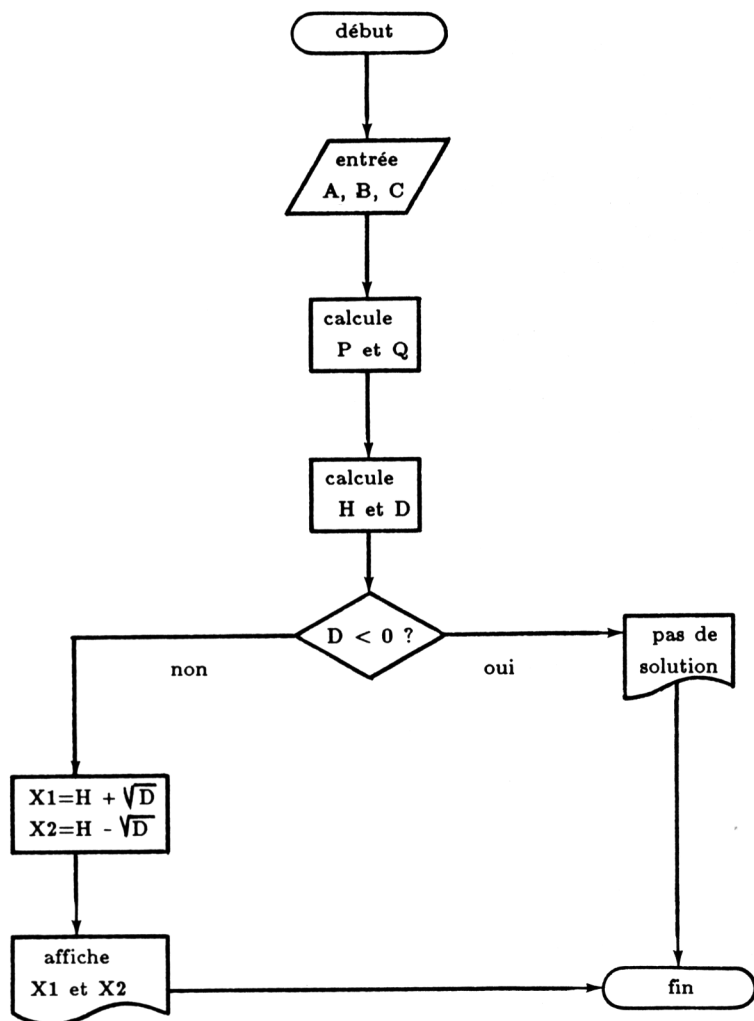 début
entrée
A, B, C
calcule
P et Q
calcule
H et D
D < 0 ?
non
oui
pas de
solution
X1=H + √D
X2=H - √D
affiche
X1 et X2
fin